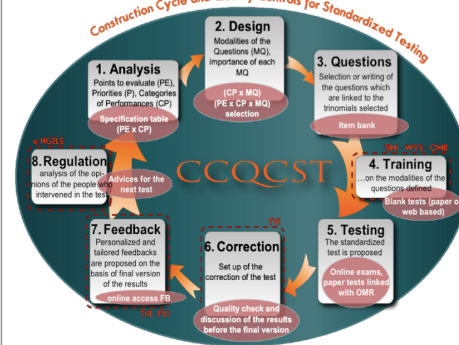 Construction Cycle and Quality Controls for Standardized Testing
1. Analysis
Points to evaluate (PE),
Priorities (P), Categories
of Performances (CP)
Specification table
(PE x CP)
2. Design
Modalities of the
Questions (MQ),
importance of each
MQ
(CP x MQ)
(PE x CP x MQ)
selection
3. Questions
Selection or writing of
the questions which
are linked to the
trinomials selected
Item bank
4. Training
...on the modalities of the
questions defined
Blank tests (paper or
web based)
5. Testing
The standardized
test is proposed
Online exams,
paper tests linked
with OMR
6. Correction
Set up of the
correction of the test
Quality check and
discussion of the results
before the final version
7. Feedback
Personalized and
tailored feedbacks
are proposed on the
basis of final version
of the results
online access FB
8. Regulation
analysis of the opi-
nions of the people who
intervened in the test
Advices for the
next test
CCQCST